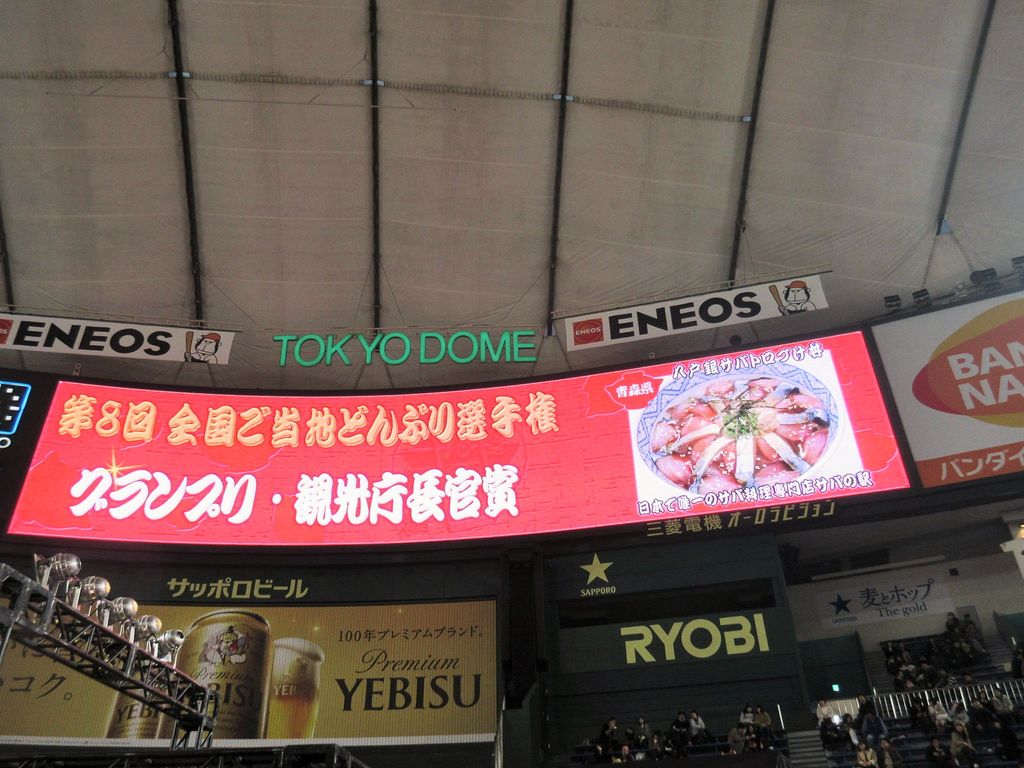 ENEOS
ENEOS
ENEOS
TOKYO DOME
第8回 全国ご当地どんぶり選手権
グランプリ・観光庁長官賞
青森県
八戸銀サバトロづけ丼
日本で唯一のサバ料理専門店サバの駅
BAN
NA
バンダイ
三菱電機 オーロラビジョン
サッポロビール
SAPPORO
RYOBI
麦とホップ
The gold
SAPPORO
コク。
100年プレミアムブランド。
Premium
YEBISU